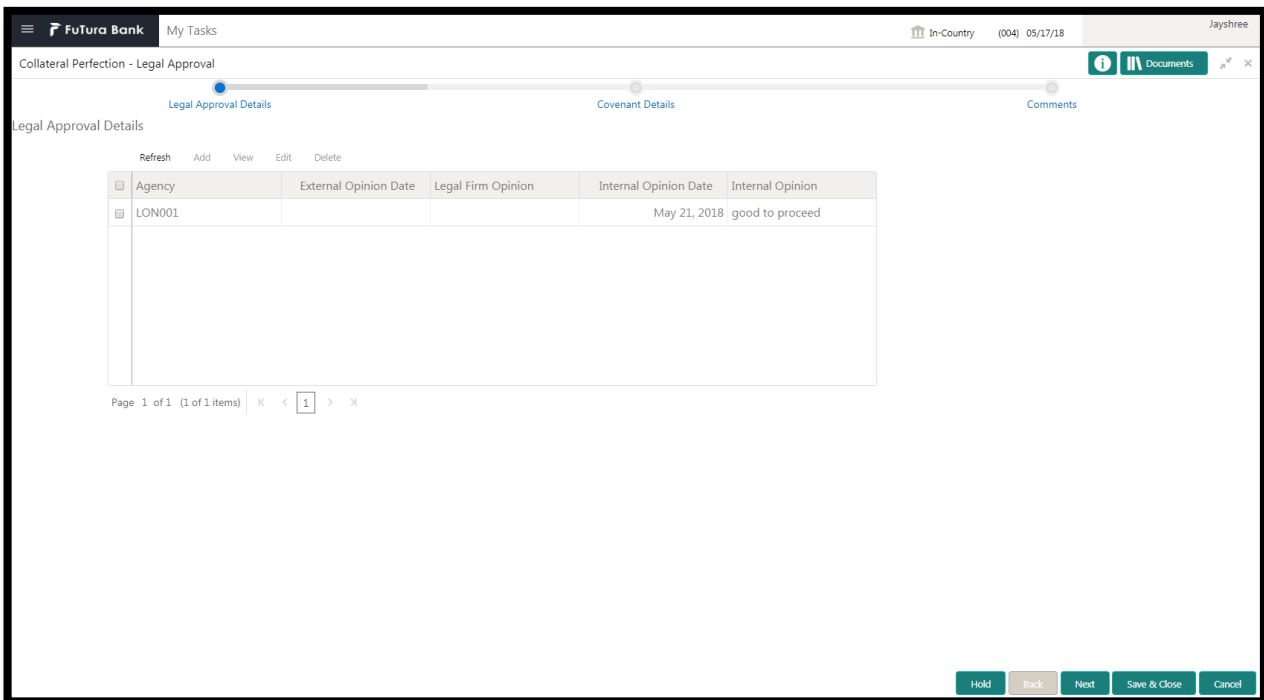 FuTura Bank My Tasks In-Country (004) 05/17/18 Jayshree
Collateral Perfection - Legal Approval i Documents
Legal Approval Details Covenant Details Comments
Legal Approval Details
Refresh Add View Edit Delete
Agency External Opinion Date Legal Firm Opinion Internal Opinion Date Internal Opinion
LON001 May 21, 2018 good to proceed
Page 1 of 1 (1 of 1 items) 1
Hold Back Next Save & Close Cancel